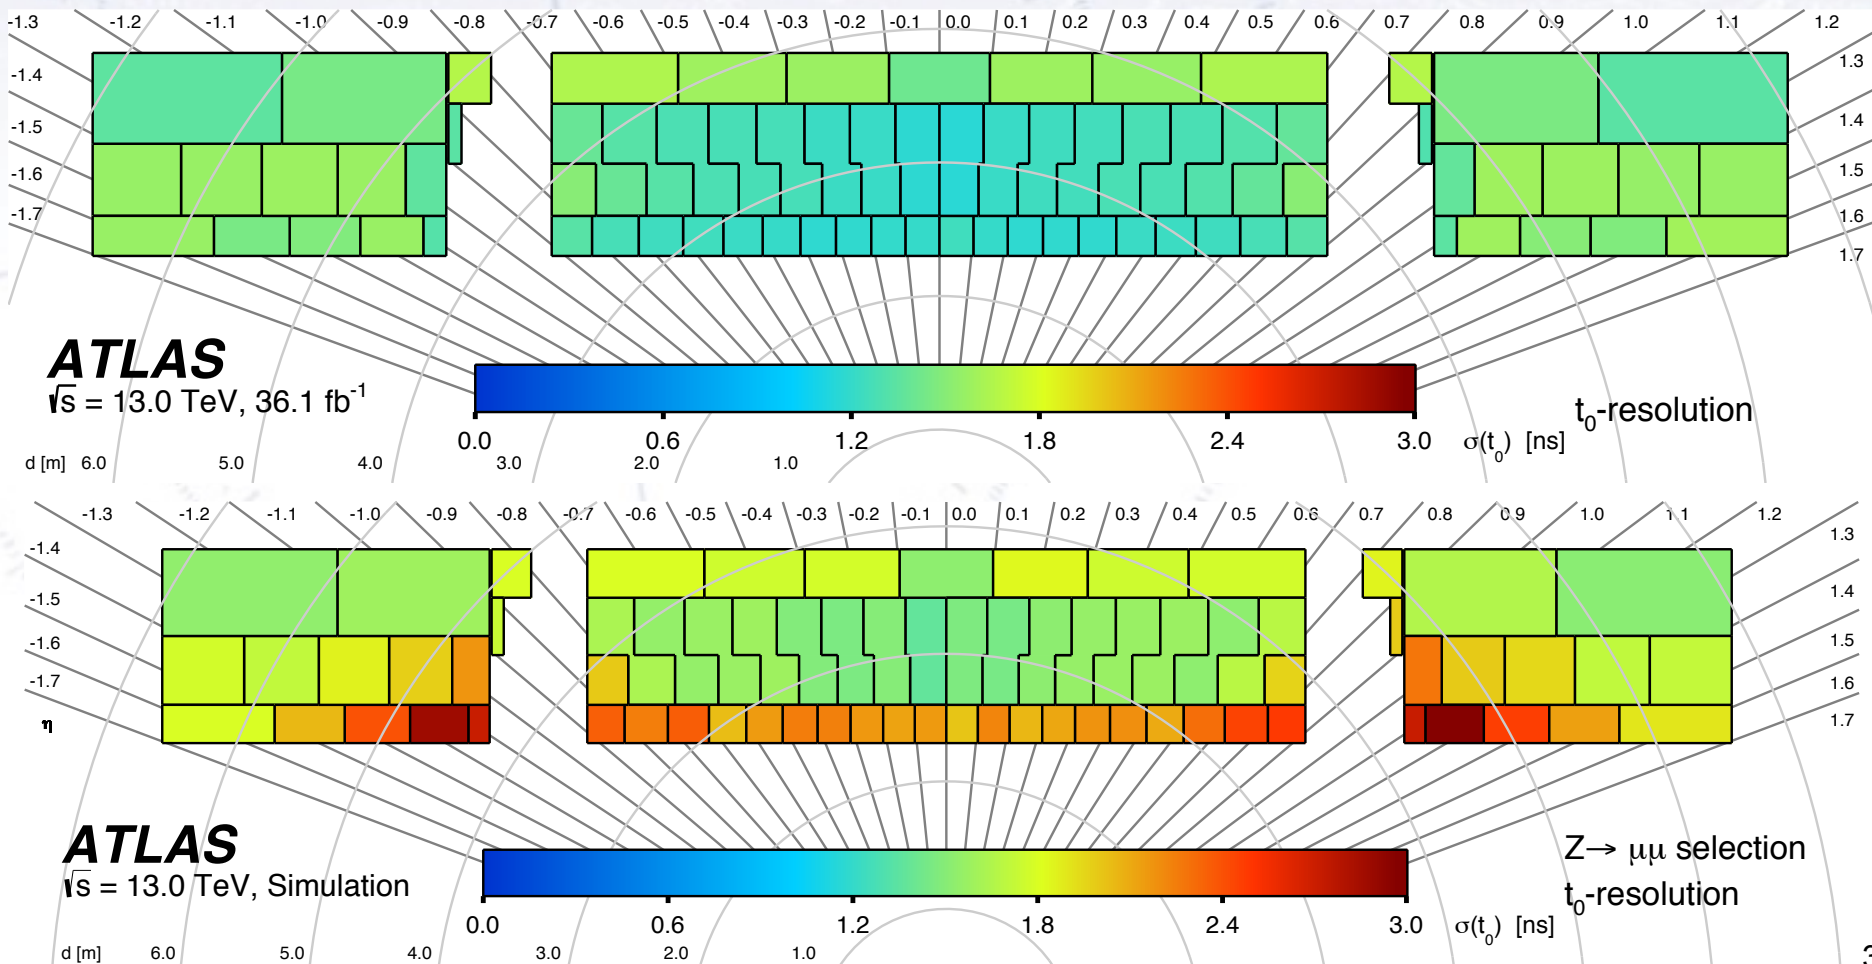 -1.3 -1.2 -1.1 -1.0 -0.9 -0.8 -0.7 -0.6 -0.5 -0.4 -0.3 -0.2 -0.1 0.0 0.1 0.2 0.3 0.4 0.5 0.6 0.7 0.8 0.9 1.0 1.1 1.2
-1.4 1.3
-1.5 1.4
-1.6 1.5
-1.7 1.6
1.7
ATLAS
√s = 13.0 TeV, 36.1 fb⁻¹
t₀-resolution
0.0 0.6 1.2 1.8 2.4 3.0 σ(t₀) [ns]
d [m] 6.0 5.0 4.0 3.0 2.0 1.0
-1.3 -1.2 -1.1 -1.0 -0.9 -0.8 -0.7 -0.6 -0.5 -0.4 -0.3 -0.2 -0.1 0.0 0.1 0.2 0.3 0.4 0.5 0.6 0.7 0.8 0.9 1.0 1.1 1.2
-1.4 1.3
-1.5 1.4
-1.6 1.5
-1.7 1.6
η 1.7
ATLAS
√s = 13.0 TeV, Simulation
Z→ μμ selection
t₀-resolution
0.0 0.6 1.2 1.8 2.4 3.0 σ(t₀) [ns]
d [m] 6.0 5.0 4.0 3.0 2.0 1.0